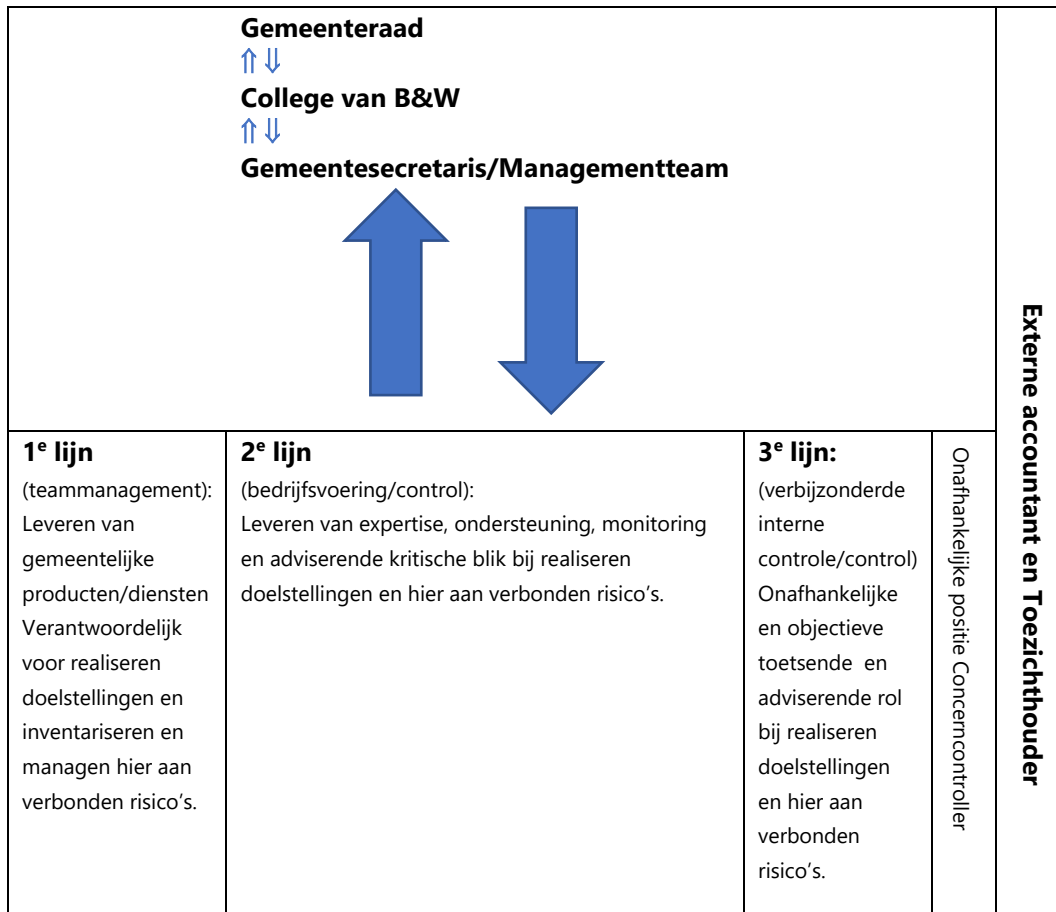 Gemeenteraad
⇑ ⇓
College van B&W
⇑ ⇓
Gemeentesecretaris/Managementteam
1e lijn
(teammanagement):
Leveren van
gemeentelijke
producten/diensten
Verantwoordelijk
voor realiseren
doelstellingen en
inventariseren en
managen hier aan
verbonden risico’s.
2e lijn
(bedrijfsvoering/control):
Leveren van expertise, ondersteuning, monitoring
en adviserende kritische blik bij realiseren
doelstellingen en hier aan verbonden risico’s.
3e lijn:
(verbijzonderde
interne
controle/control)
Onafhankelijke
en objectieve
toetsende en
adviserende rol
bij realiseren
doelstellingen
en hier aan
verbonden
risico’s.
Onafhankelijke positie Concerncontroller
Externe accountant en Toezichthouder